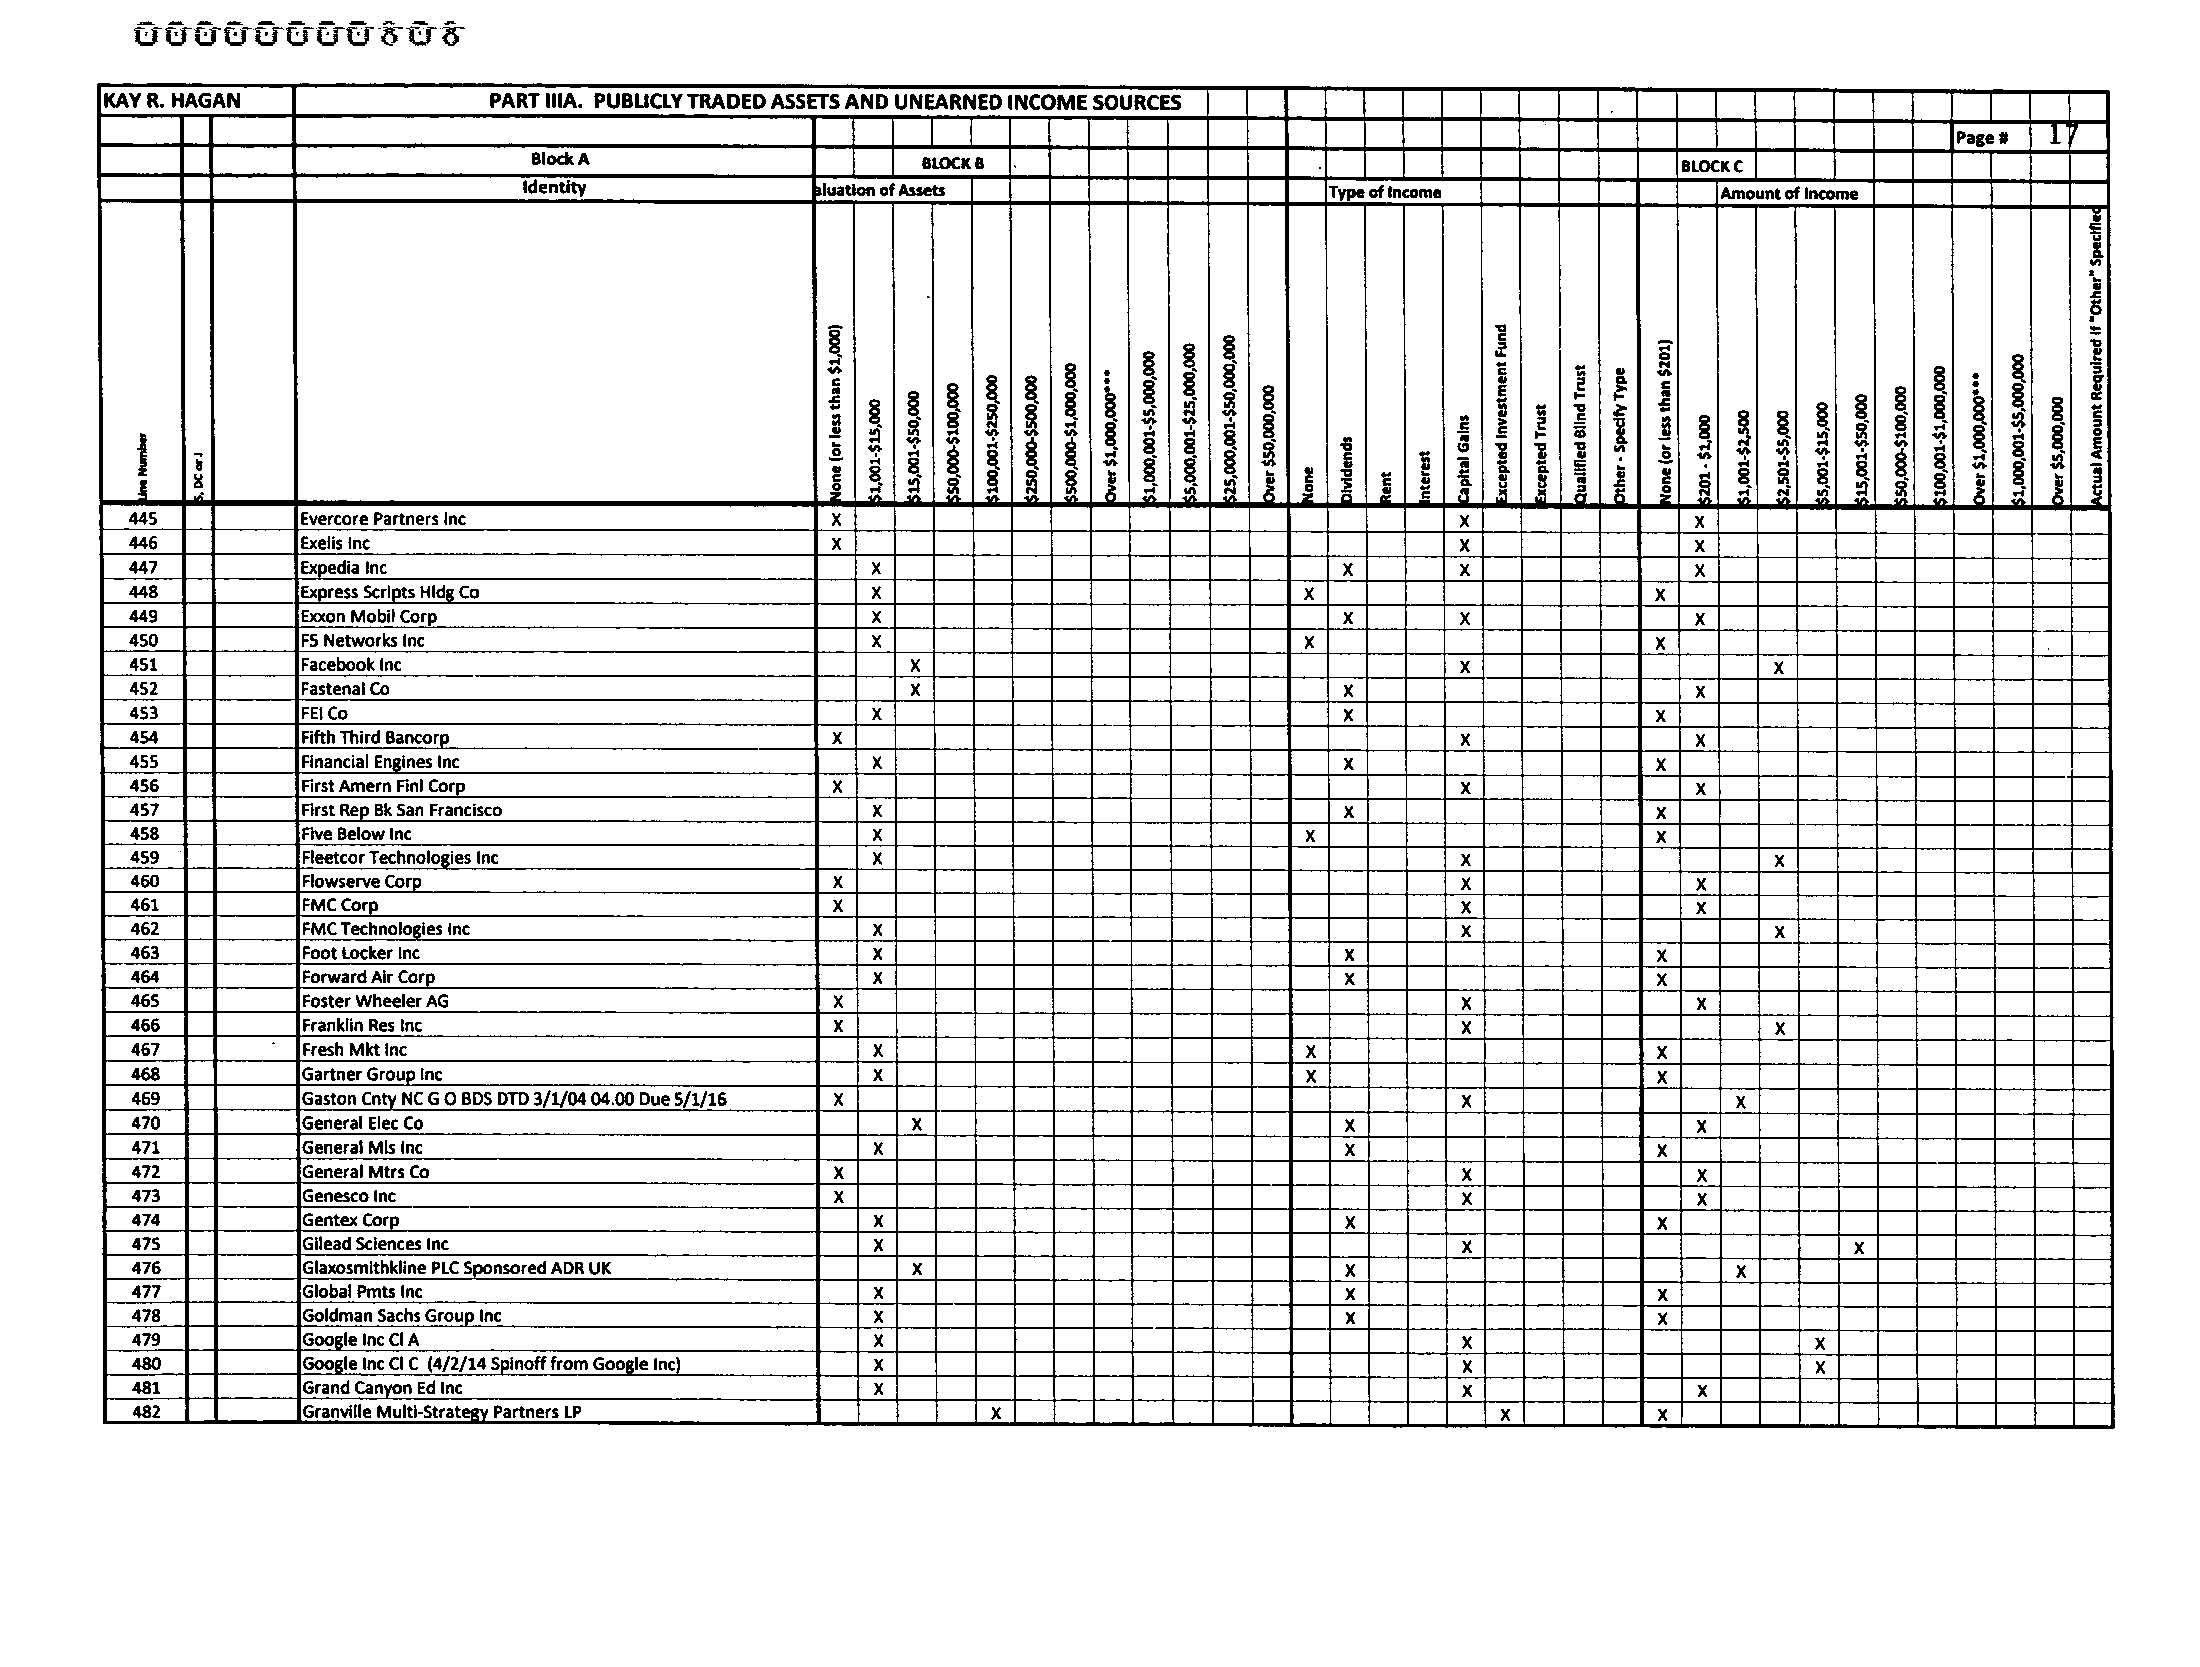 000000000808
KAY R. HAGAN PART IIIA. PUBLICLY TRADED ASSETS AND UNEARNED INCOME SOURCES
Page # 17
Block A BLOCK B BLOCK C
Identity aluation of Assets Type of Income Amount of Income
Line Number S, DC or J None (or less than $1,000) $1,001-$15,000 $15,001-$50,000 $50,000-$100,000 $100,001-$250,000 $250,000-$500,000 $500,000-$1,000,000 Over $1,000,000*** $1,000,001-$5,000,000 $5,000,001-$25,000,000 $25,000,001-$50,000,000 Over $50,000,000 None Dividends Rent Interest Capital Gains Excepted Investment Fund Excepted Trust Qualified Blind Trust Other - Specify Type None (or less than $201) $201 - $1,000 $1,001-$2,500 $2,501-$5,000 $5,001-$15,000 $15,001-$50,000 $50,000-$100,000 $100,001-$1,000,000 Over $1,000,000*** $1,000,001-$5,000,000 Over $5,000,000 Actual Amount Required If "Other" Specified
445 Evercore Partners Inc X X X
446 Exelis Inc X X X
447 Expedia Inc X X X X
448 Express Scripts Hldg Co X X X
449 Exxon Mobil Corp X X X X
450 F5 Networks Inc X X X
451 Facebook Inc X X X
452 Fastenal Co X X X
453 FEI Co X X X
454 Fifth Third Bancorp X X X
455 Financial Engines Inc X X X
456 First Amern Finl Corp X X X
457 First Rep Bk San Francisco X X X
458 Five Below Inc X X X
459 Fleetcor Technologies Inc X X X
460 Flowserve Corp X X X
461 FMC Corp X X X
462 FMC Technologies Inc X X X
463 Foot Locker Inc X X X
464 Forward Air Corp X X X
465 Foster Wheeler AG X X X
466 Franklin Res Inc X X X
467 Fresh Mkt Inc X X X
468 Gartner Group Inc X X X
469 Gaston Cnty NC G O BDS DTD 3/1/04 04.00 Due 5/1/16 X X X
470 General Elec Co X X X
471 General Mls Inc X X X
472 General Mtrs Co X X X
473 Genesco Inc X X X
474 Gentex Corp X X X
475 Gilead Sciences Inc X X X
476 Glaxosmithkline PLC Sponsored ADR UK X X X
477 Global Pmts Inc X X X
478 Goldman Sachs Group Inc X X X
479 Google Inc Cl A X X X
480 Google Inc Cl C (4/2/14 Spinoff from Google Inc) X X X
481 Grand Canyon Ed Inc X X X
482 Granville Multi-Strategy Partners LP X X X